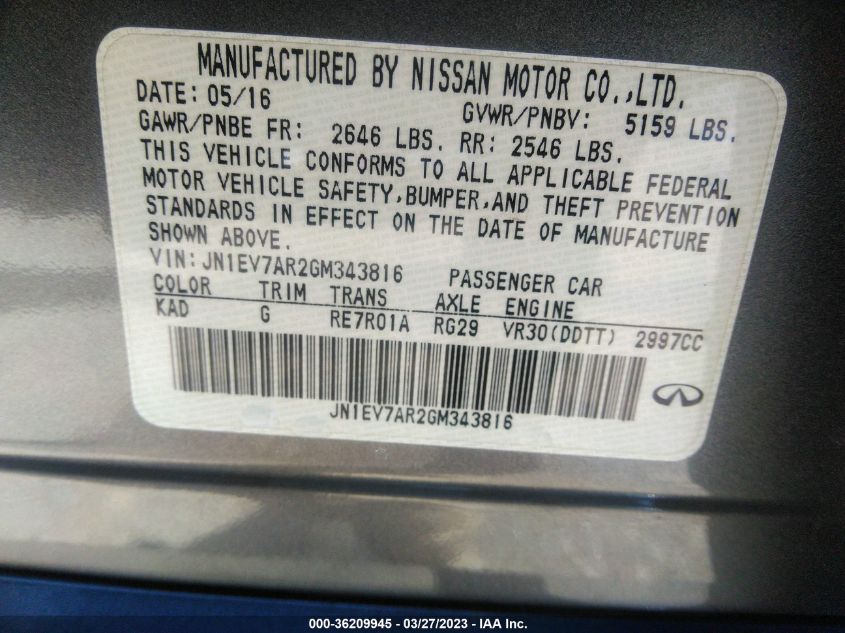 MANUFACTURED BY NISSAN MOTOR CO.,LTD.
DATE: 05/16 GVWR/PNBV: 5159 LBS.
GAWR/PNBE FR: 2646 LBS. RR: 2546 LBS.
THIS VEHICLE CONFORMS TO ALL APPLICABLE FEDERAL
MOTOR VEHICLE SAFETY,BUMPER,AND THEFT PREVENTION
STANDARDS IN EFFECT ON THE DATE OF MANUFACTURE
SHOWN ABOVE.
VIN:JN1EV7AR2GM343816 PASSENGER CAR
COLOR TRIM TRANS AXLE ENGINE
KAD G RE7R01A RG29 VR30(DDTT) 2997CC
JN1EV7AR2GM343816
000-36209945 - 03/27/2023 - IAA Inc.